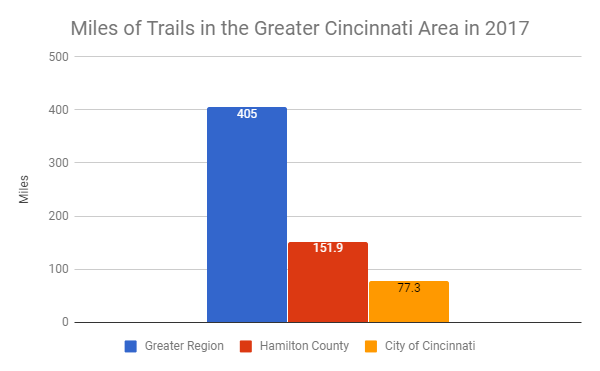 Miles of Trails in the Greater Cincinnati Area in 2017
500
400
300
200
100
0
Miles
405
151.9
77.3
Greater Region
Hamilton County
City of Cincinnati